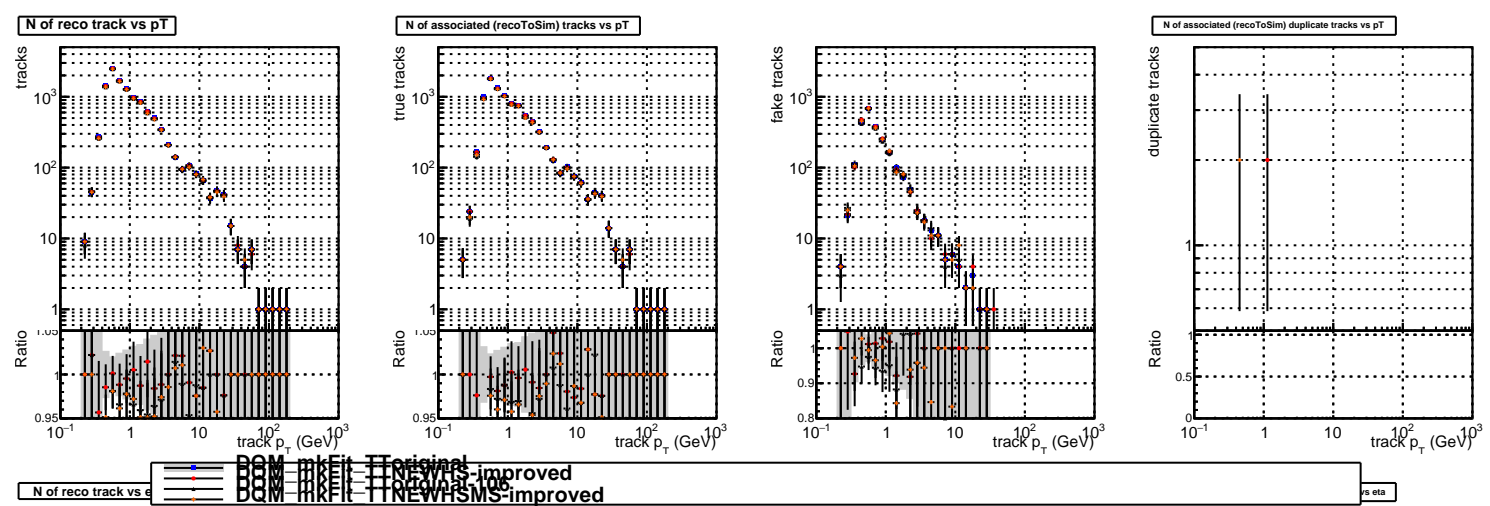 N of reco track vs pT
N of associated (recoToSim) tracks vs pT
N of associated (recoToSim) duplicate tracks vs pT
tracks
10³
10²
10
1
Ratio
1.05
1
0.95
10⁻¹ 1 10 10² 10³
track p_T (GeV)
true tracks
10³
10²
10
1
Ratio
1.05
1
0.95
10⁻¹ 1 10 10² 10³
track p_T (GeV)
fake tracks
10³
10²
10
1
Ratio
1
0.9
0.8
10⁻¹ 1 10 10² 10³
track p_T (GeV)
duplicate tracks
1
Ratio
1
0.5
0
10⁻¹ 1 10 10² 10³
track p_T (GeV)
DQM_mkFit_TToriginal
DQM_mkFit_TTNEWHS-improved
DQM_mkFit_TToriginal-106
DQM_mkFit_TTNEWHSMS-improved
N of reco track vs e
vs eta